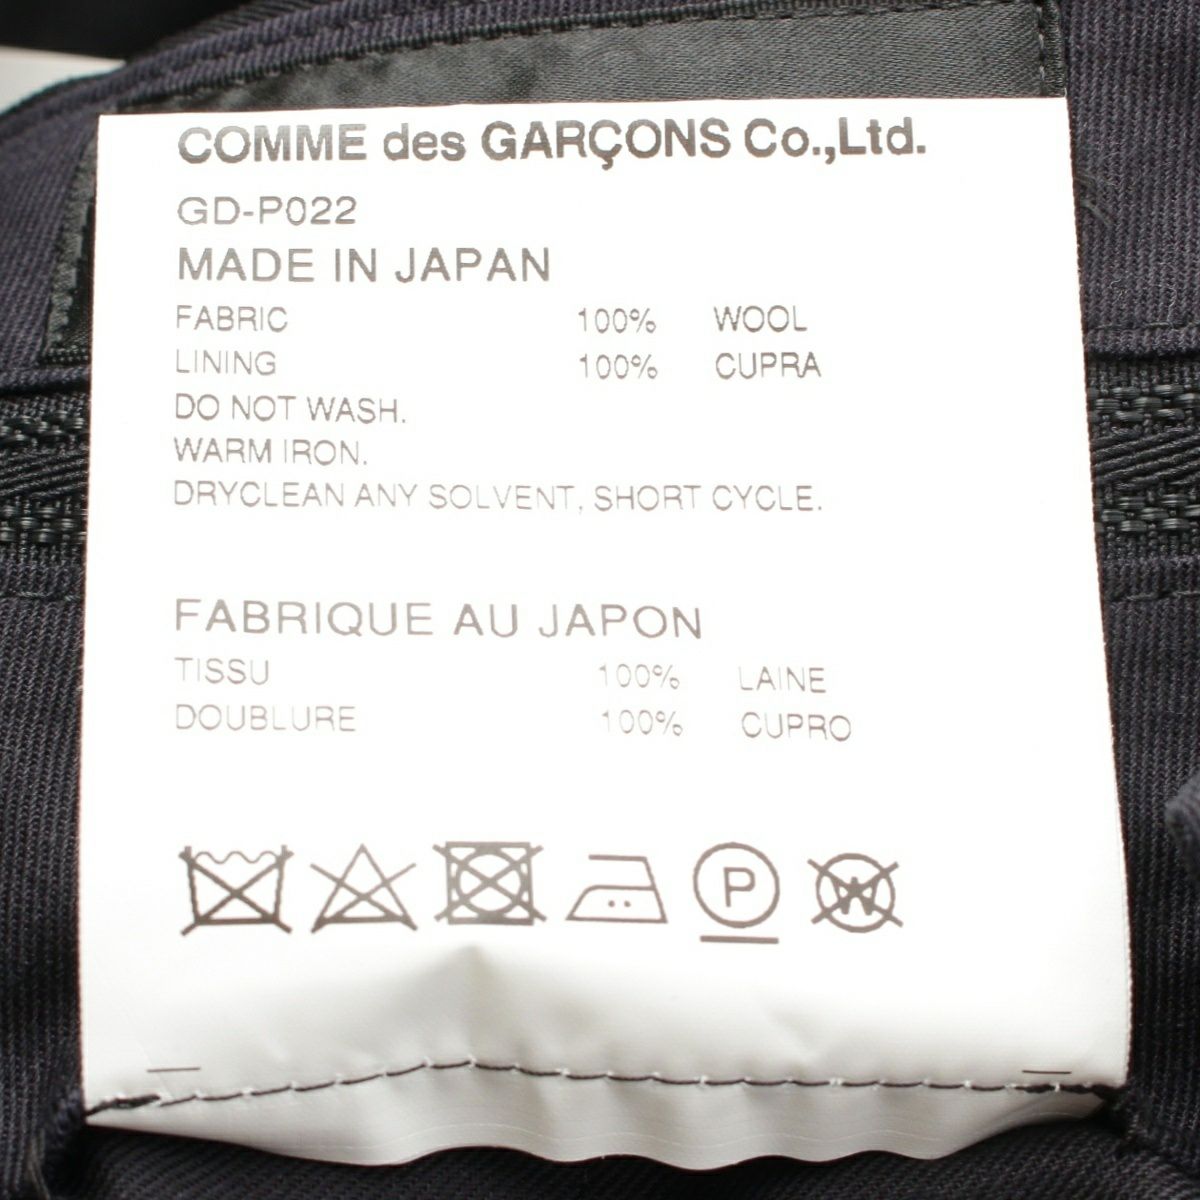 COMME des GARÇONS Co.,Ltd.
GD-P022
MADE IN JAPAN
FABRIC 100% WOOL
LINING 100% CUPRA
DO NOT WASH.
WARM IRON.
DRYCLEAN ANY SOLVENT, SHORT CYCLE.
FABRIQUE AU JAPON
TISSU 100% LAINE
DOUBLURE 100% CUPRO
P W